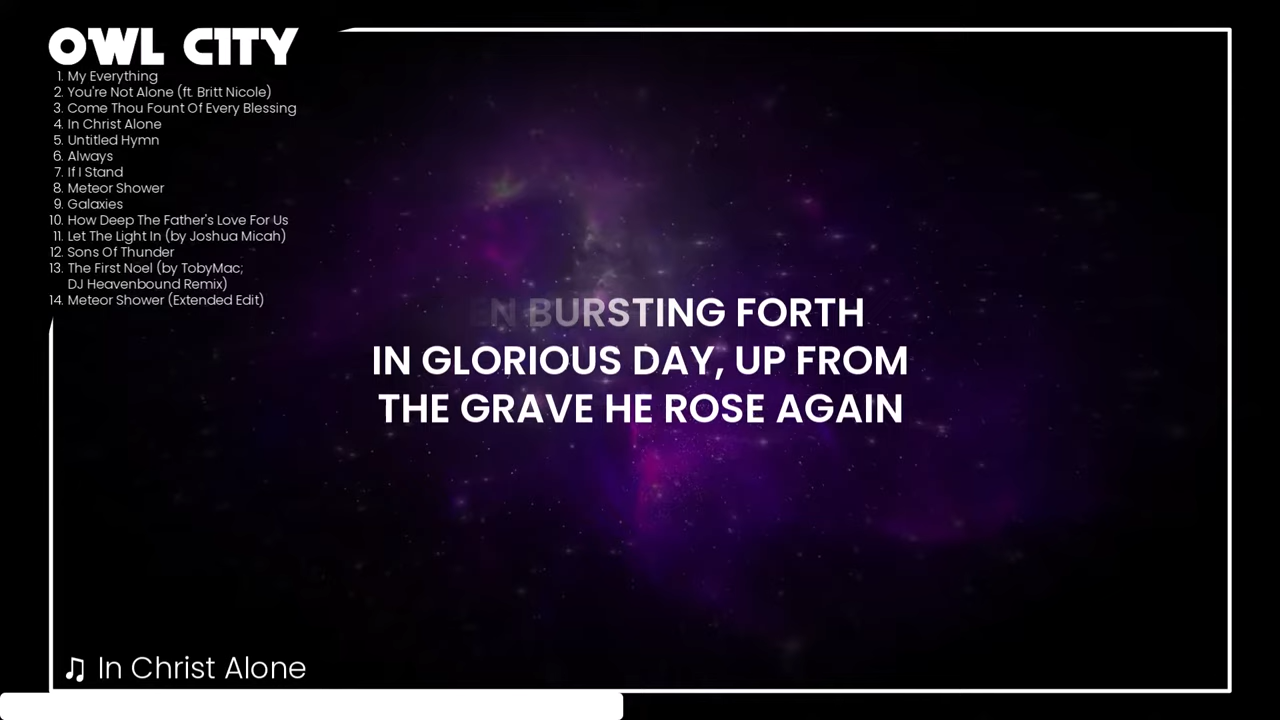 OWL CITY
1. My Everything
2. You're Not Alone (ft. Britt Nicole)
3. Come Thou Fount Of Every Blessing
4. In Christ Alone
5. Untitled Hymn
6. Always
7. If I Stand
8. Meteor Shower
9. Galaxies
10. How Deep The Father's Love For Us
11. Let The Light In (by Joshua Micah)
12. Sons Of Thunder
13. The First Noel (by TobyMac;
DJ Heavenbound Remix)
14. Meteor Shower (Extended Edit)
EN BURSTING FORTH
IN GLORIOUS DAY, UP FROM
THE GRAVE HE ROSE AGAIN
♫ In Christ Alone